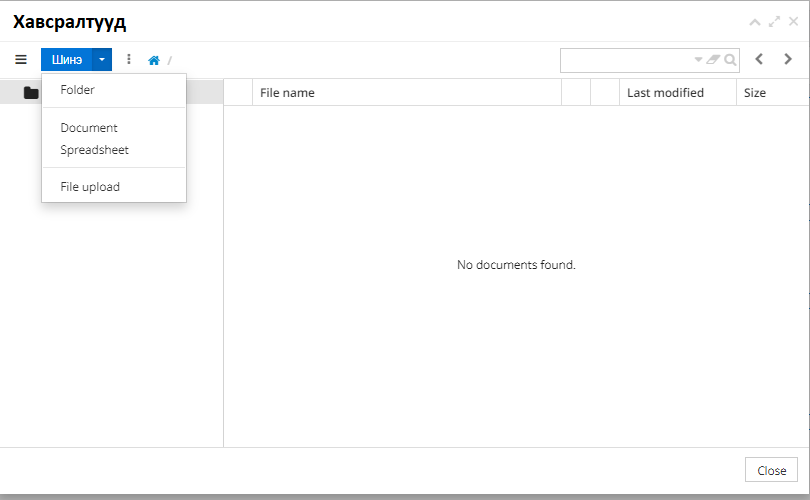 Хавсралтууд
Шинэ
/
Folder
Document
Spreadsheet
File upload
File name
Last modified
Size
No documents found.
Close